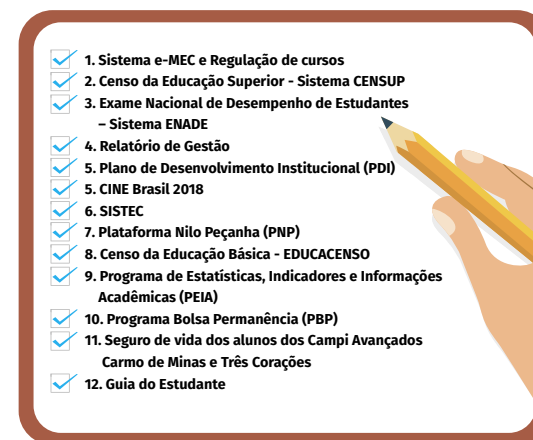 1. Sistema e-MEC e Regulação de cursos
2. Censo da Educação Superior - Sistema CENSUP
3. Exame Nacional de Desempenho de Estudantes
– Sistema ENADE
4. Relatório de Gestão
5. Plano de Desenvolvimento Institucional (PDI)
5. CINE Brasil 2018
6. SISTEC
7. Plataforma Nilo Peçanha (PNP)
8. Censo da Educação Básica - EDUCACENSO
9. Programa de Estatísticas, Indicadores e Informações
Acadêmicas (PEIA)
10. Programa Bolsa Permanência (PBP)
11. Seguro de vida dos alunos dos Campi Avançados
Carmo de Minas e Três Corações
12. Guia do Estudante